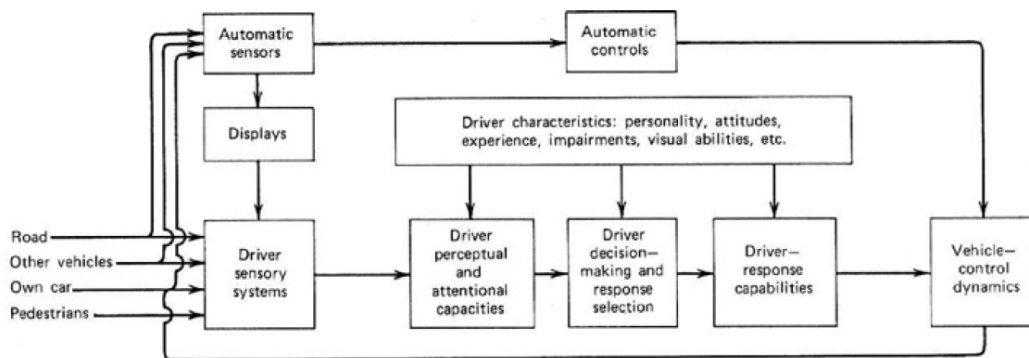 Automatic
sensors
Automatic
controls
Displays
Driver characteristics: personality, attitudes,
experience, impairments, visual abilities, etc.
Road
Other vehicles
Own car
Pedestrians
Driver
sensory
systems
Driver
perceptual
and
attentional
capacities
Driver
decision—
making and
response
selection
Driver—
response
capabilities
Vehicle—
control
dynamics